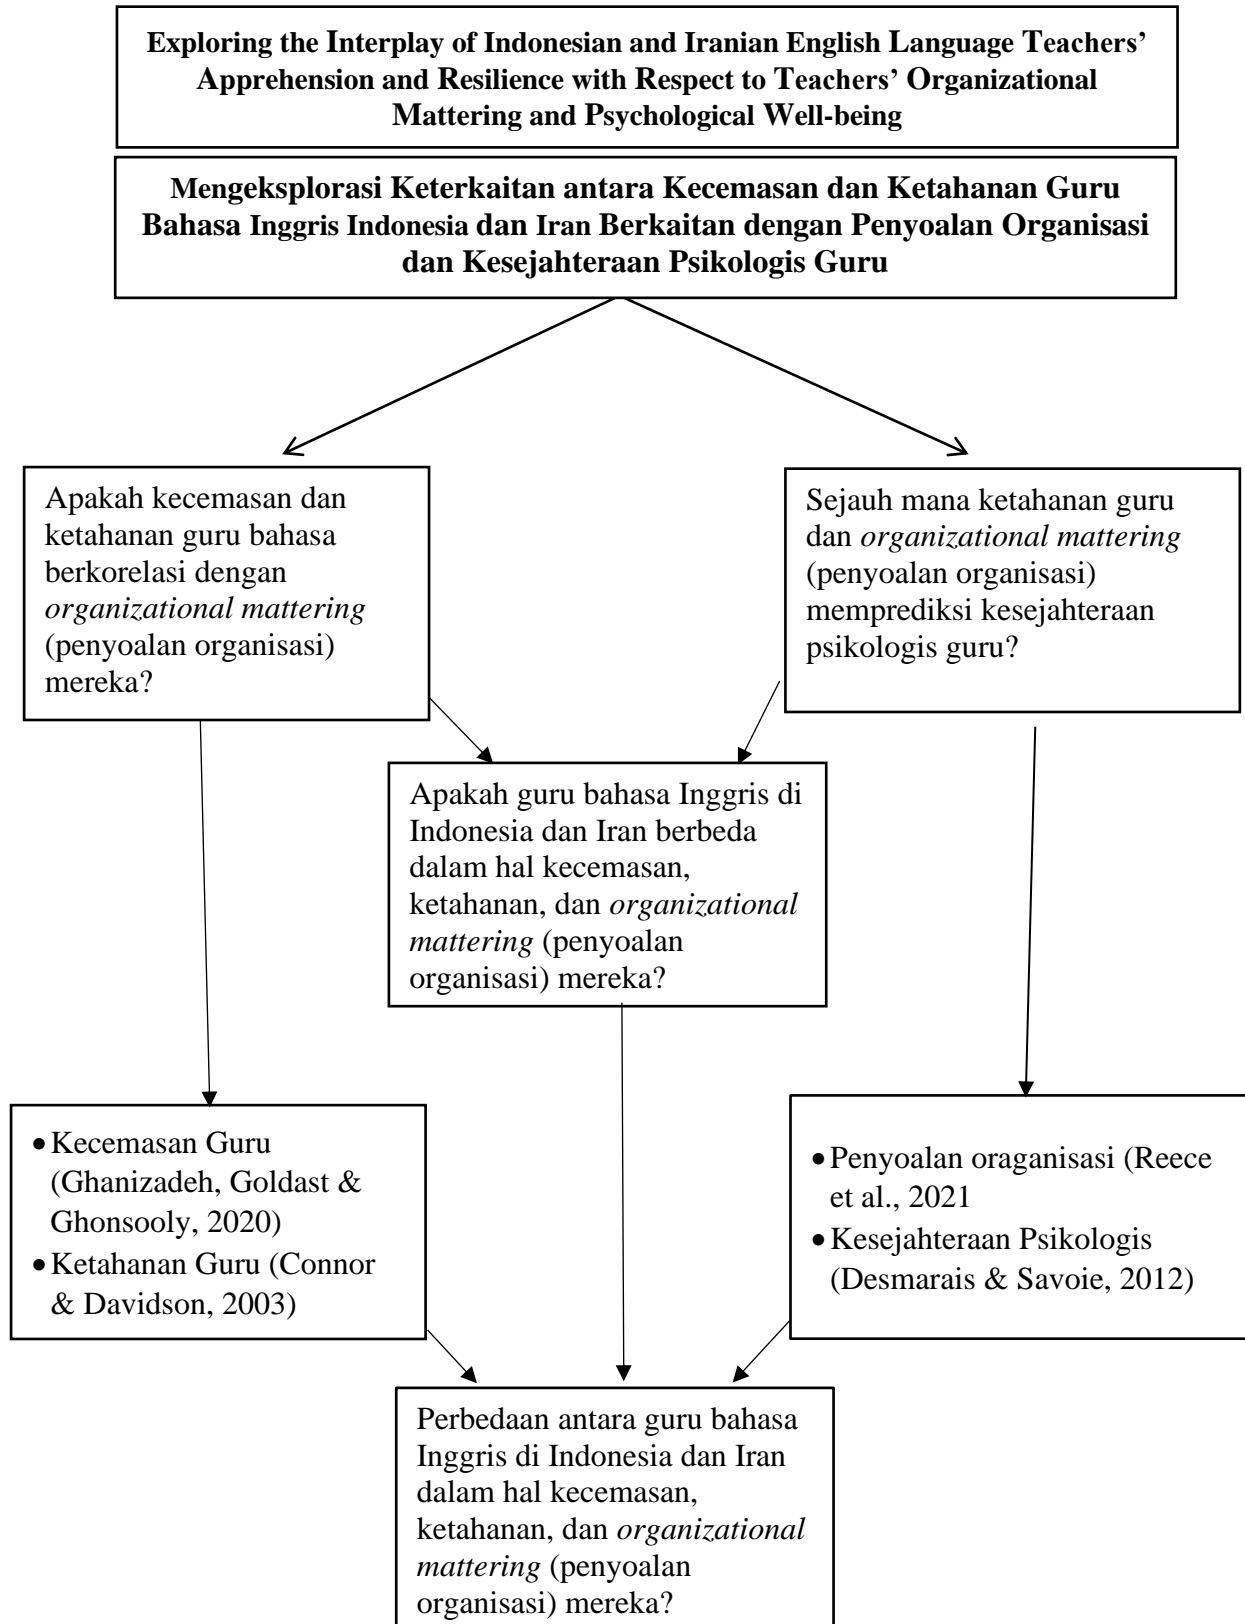 Exploring the Interplay of Indonesian and Iranian English Language Teachers’
Apprehension and Resilience with Respect to Teachers’ Organizational
Mattering and Psychological Well-being
Mengeksplorasi Keterkaitan antara Kecemasan dan Ketahanan Guru
Bahasa Inggris Indonesia dan Iran Berkaitan dengan Penyoalan Organisasi
dan Kesejahteraan Psikologis Guru
Apakah kecemasan dan
ketahanan guru bahasa
berkorelasi dengan
organizational mattering
(penyoalan organisasi)
mereka?
Sejauh mana ketahanan guru
dan organizational mattering
(penyoalan organisasi)
memprediksi kesejahteraan
psikologis guru?
Apakah guru bahasa Inggris di
Indonesia dan Iran berbeda
dalam hal kecemasan,
ketahanan, dan organizational
mattering (penyoalan
organisasi) mereka?
• Kecemasan Guru
(Ghanizadeh, Goldast &
Ghonsooly, 2020)
• Ketahanan Guru (Connor
& Davidson, 2003)
• Penyoalan oraganisasi (Reece
et al., 2021
• Kesejahteraan Psikologis
(Desmarais & Savoie, 2012)
Perbedaan antara guru bahasa
Inggris di Indonesia dan Iran
dalam hal kecemasan,
ketahanan, dan organizational
mattering (penyoalan
organisasi) mereka?